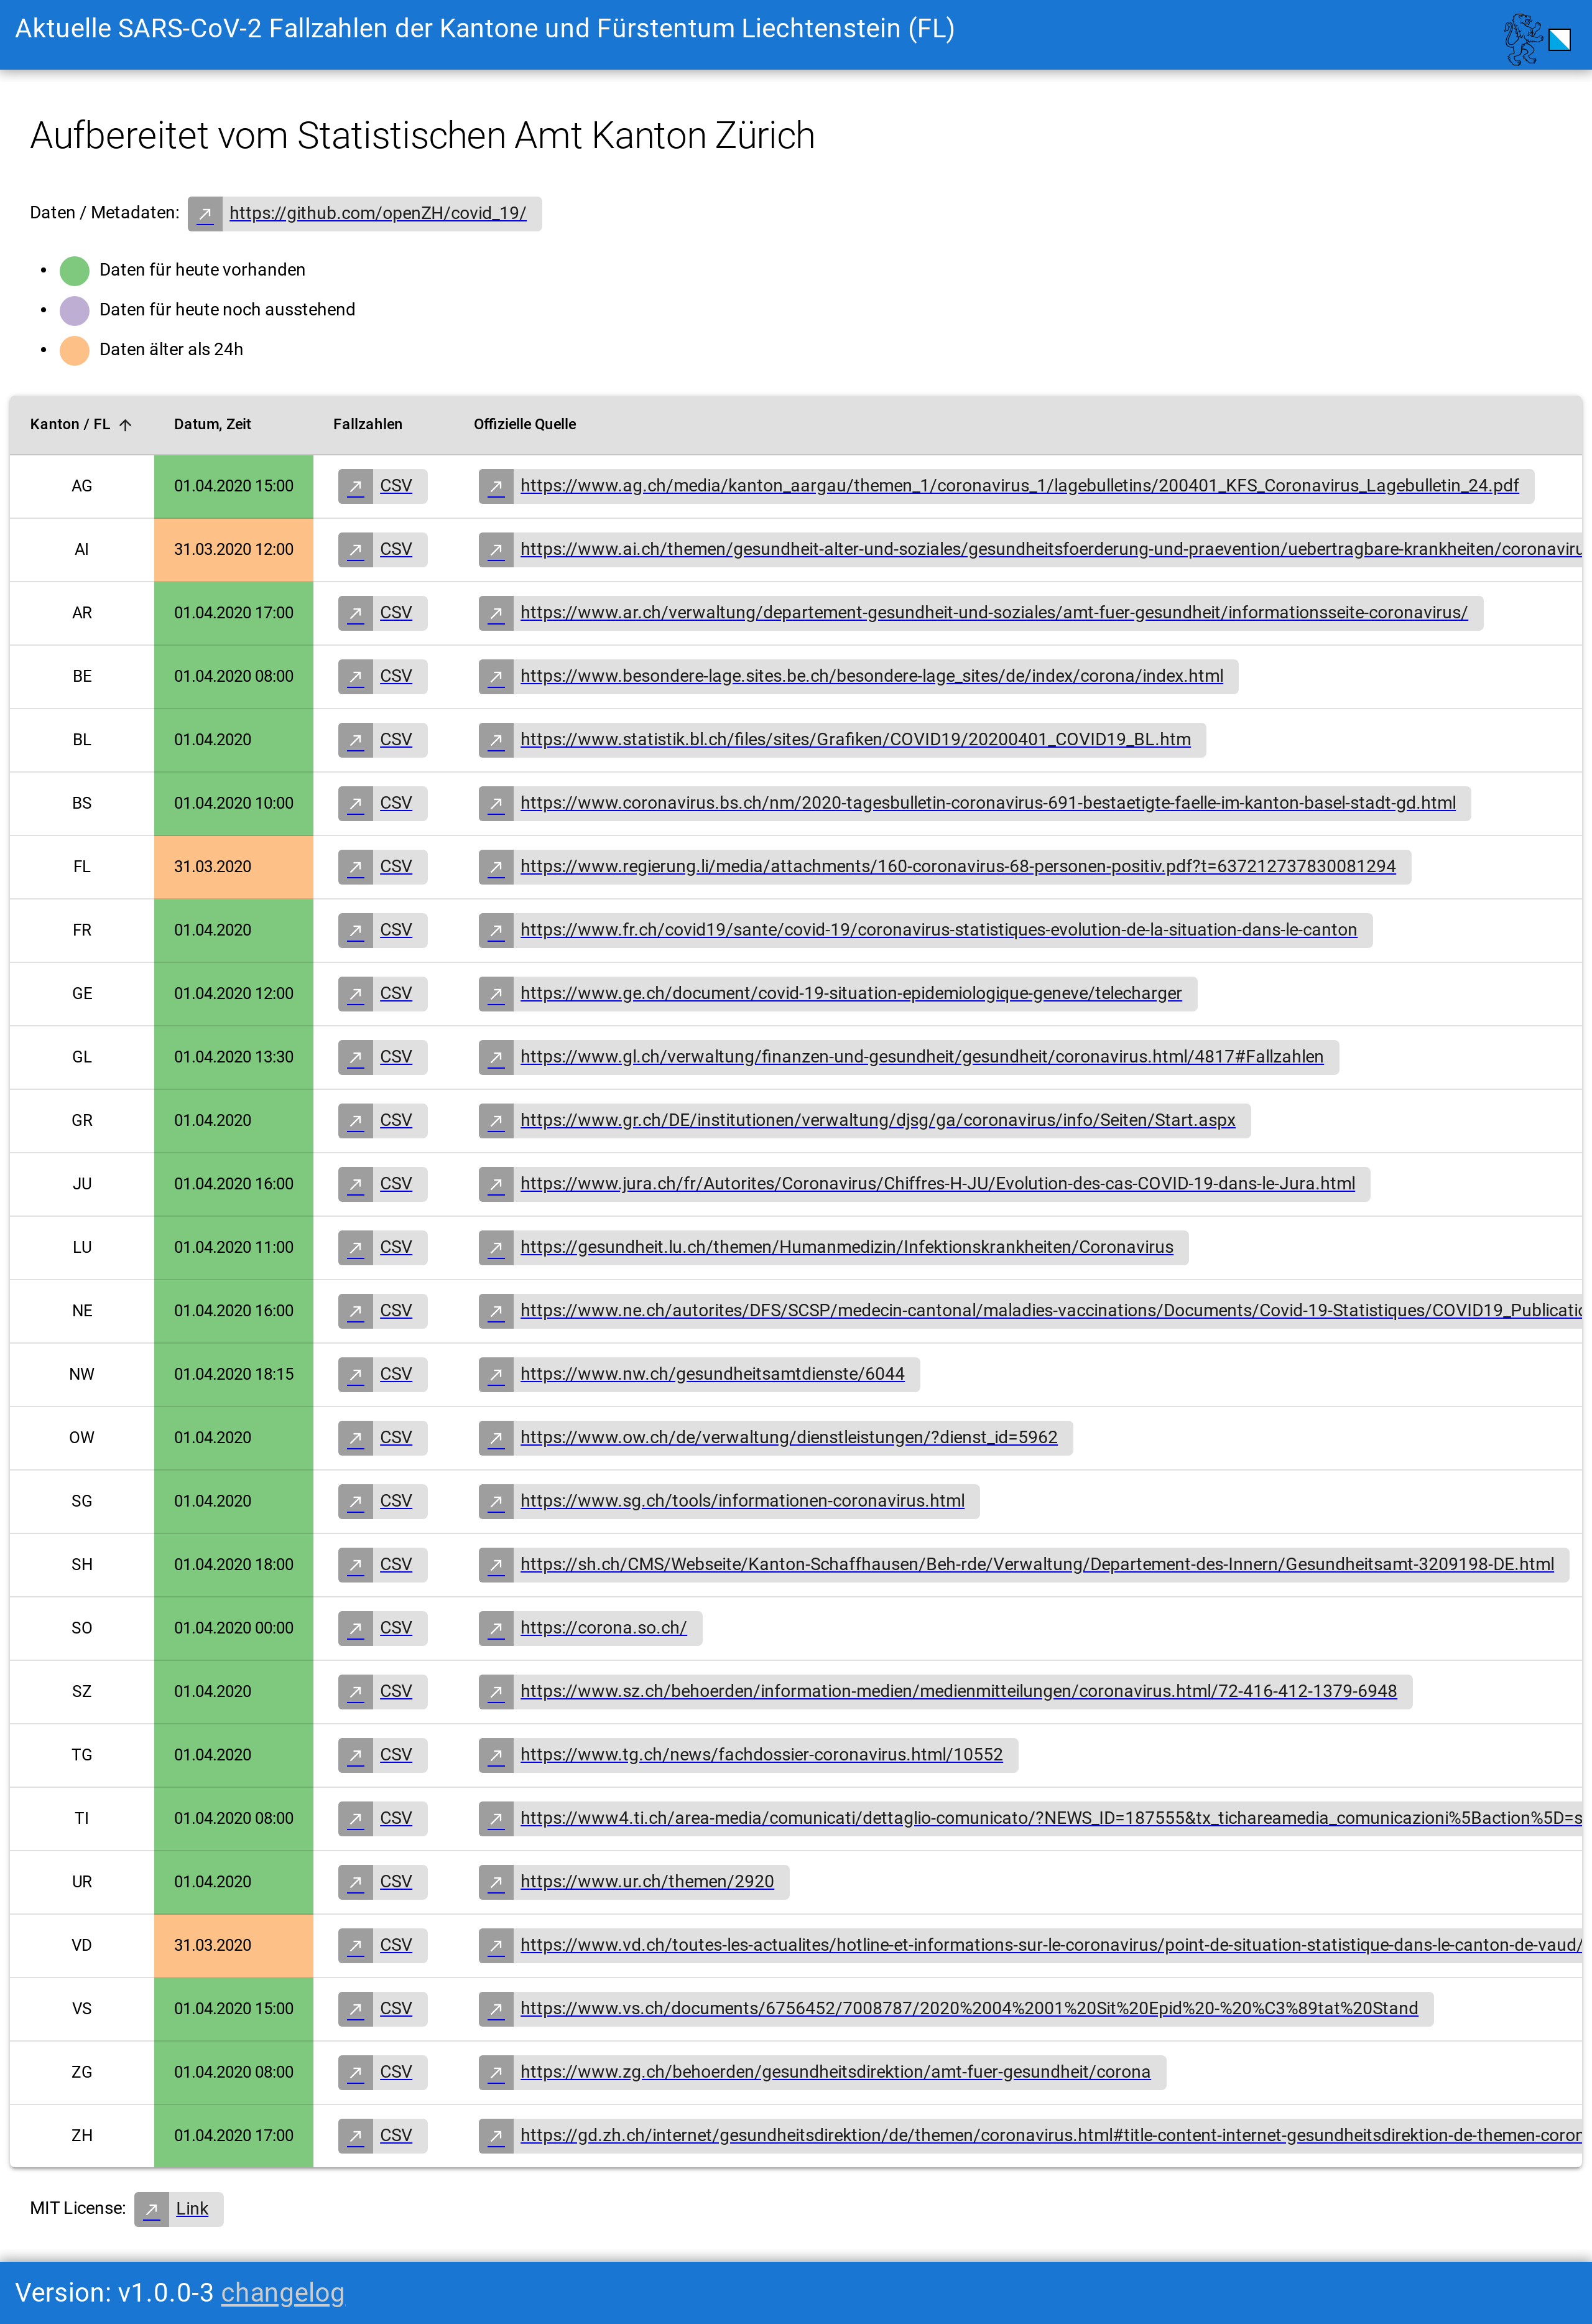 Aktuelle SARS-CoV-2 Fallzahlen der Kantone und Fürstentum Liechtenstein (FL)
Aufbereitet vom Statistischen Amt Kanton Zürich
Daten / Metadaten: https://github.com/openZH/covid_19/
Daten für heute vorhanden
Daten für heute noch ausstehend
Daten älter als 24h
Kanton / FL Datum, Zeit Fallzahlen Offizielle Quelle
AG 01.04.2020 15:00 CSV https://www.ag.ch/media/kanton_aargau/themen_1/coronavirus_1/lagebulletins/200401_KFS_Coronavirus_Lagebulletin_24.pdf
AI 31.03.2020 12:00 CSV https://www.ai.ch/themen/gesundheit-alter-und-soziales/gesundheitsfoerderung-und-praevention/uebertragbare-krankheiten/coronaviru
AR 01.04.2020 17:00 CSV https://www.ar.ch/verwaltung/departement-gesundheit-und-soziales/amt-fuer-gesundheit/informationsseite-coronavirus/
BE 01.04.2020 08:00 CSV https://www.besondere-lage.sites.be.ch/besondere-lage_sites/de/index/corona/index.html
BL 01.04.2020 CSV https://www.statistik.bl.ch/files/sites/Grafiken/COVID19/20200401_COVID19_BL.htm
BS 01.04.2020 10:00 CSV https://www.coronavirus.bs.ch/nm/2020-tagesbulletin-coronavirus-691-bestaetigte-faelle-im-kanton-basel-stadt-gd.html
FL 31.03.2020 CSV https://www.regierung.li/media/attachments/160-coronavirus-68-personen-positiv.pdf?t=637212737830081294
FR 01.04.2020 CSV https://www.fr.ch/covid19/sante/covid-19/coronavirus-statistiques-evolution-de-la-situation-dans-le-canton
GE 01.04.2020 12:00 CSV https://www.ge.ch/document/covid-19-situation-epidemiologique-geneve/telecharger
GL 01.04.2020 13:30 CSV https://www.gl.ch/verwaltung/finanzen-und-gesundheit/gesundheit/coronavirus.html/4817#Fallzahlen
GR 01.04.2020 CSV https://www.gr.ch/DE/institutionen/verwaltung/djsg/ga/coronavirus/info/Seiten/Start.aspx
JU 01.04.2020 16:00 CSV https://www.jura.ch/fr/Autorites/Coronavirus/Chiffres-H-JU/Evolution-des-cas-COVID-19-dans-le-Jura.html
LU 01.04.2020 11:00 CSV https://gesundheit.lu.ch/themen/Humanmedizin/Infektionskrankheiten/Coronavirus
NE 01.04.2020 16:00 CSV https://www.ne.ch/autorites/DFS/SCSP/medecin-cantonal/maladies-vaccinations/Documents/Covid-19-Statistiques/COVID19_Publicatio
NW 01.04.2020 18:15 CSV https://www.nw.ch/gesundheitsamtdienste/6044
OW 01.04.2020 CSV https://www.ow.ch/de/verwaltung/dienstleistungen/?dienst_id=5962
SG 01.04.2020 CSV https://www.sg.ch/tools/informationen-coronavirus.html
SH 01.04.2020 18:00 CSV https://sh.ch/CMS/Webseite/Kanton-Schaffhausen/Beh-rde/Verwaltung/Departement-des-Innern/Gesundheitsamt-3209198-DE.html
SO 01.04.2020 00:00 CSV https://corona.so.ch/
SZ 01.04.2020 CSV https://www.sz.ch/behoerden/information-medien/medienmitteilungen/coronavirus.html/72-416-412-1379-6948
TG 01.04.2020 CSV https://www.tg.ch/news/fachdossier-coronavirus.html/10552
TI 01.04.2020 08:00 CSV https://www4.ti.ch/area-media/comunicati/dettaglio-comunicato/?NEWS_ID=187555&tx_tichareamedia_comunicazioni%5Baction%5D=s
UR 01.04.2020 CSV https://www.ur.ch/themen/2920
VD 31.03.2020 CSV https://www.vd.ch/toutes-les-actualites/hotline-et-informations-sur-le-coronavirus/point-de-situation-statistique-dans-le-canton-de-vaud/
VS 01.04.2020 15:00 CSV https://www.vs.ch/documents/6756452/7008787/2020%2004%2001%20Sit%20Epid%20-%20%C3%89tat%20Stand
ZG 01.04.2020 08:00 CSV https://www.zg.ch/behoerden/gesundheitsdirektion/amt-fuer-gesundheit/corona
ZH 01.04.2020 17:00 CSV https://gd.zh.ch/internet/gesundheitsdirektion/de/themen/coronavirus.html#title-content-internet-gesundheitsdirektion-de-themen-coron
MIT License: Link
Version: v1.0.0-3 changelog